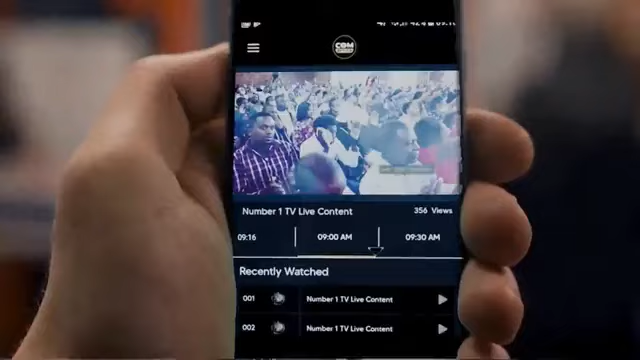 CGM
Number 1 TV Live Content 356 Views
09:16 09:00 AM 09:30 AM
Recently Watched
001 Number 1 TV Live Content
002 Number 1 TV Live Content